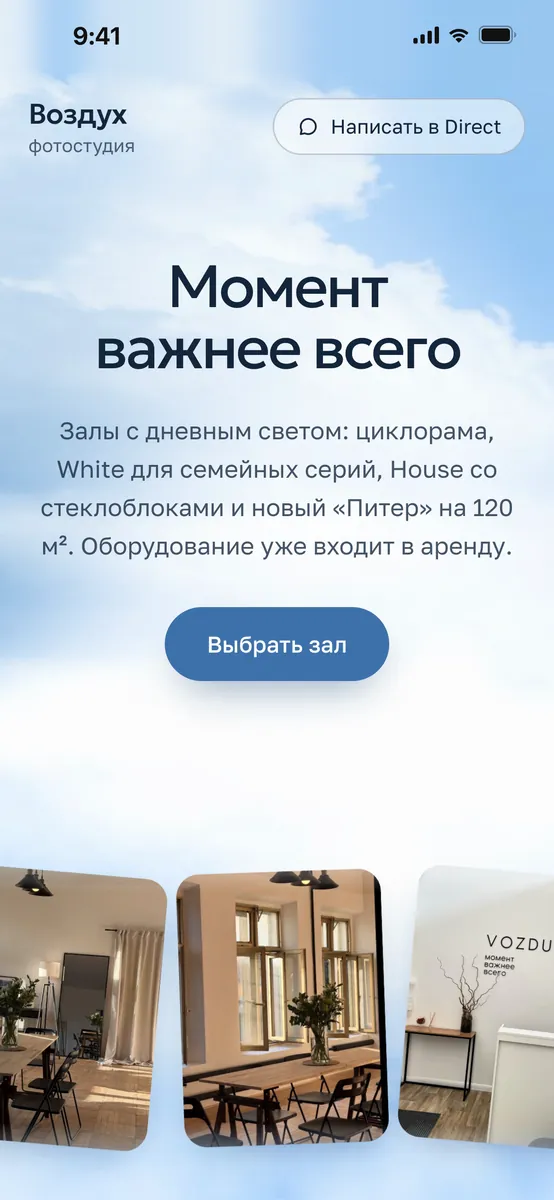 9:41
Воздух
фотостудия
Написать в Direct
Момент
важнее всего
Залы с дневным светом: циклорама,
White для семейных серий, House со
стеклоблоками и новый «Питер» на 120
м². Оборудование уже входит в аренду.
Выбрать зал
VOZDU
момент
важнее
всего